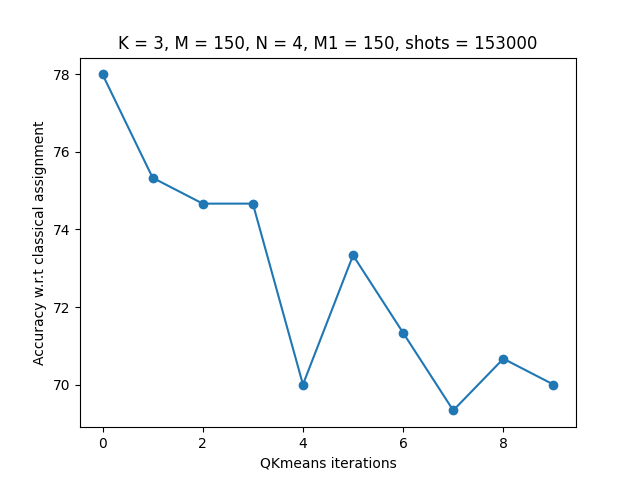 K = 3, M = 150, N = 4, M1 = 150, shots = 153000
78
76
74
72
70
Accuracy w.r.t classical assignment
0 2 4 6 8
QKmeans iterations